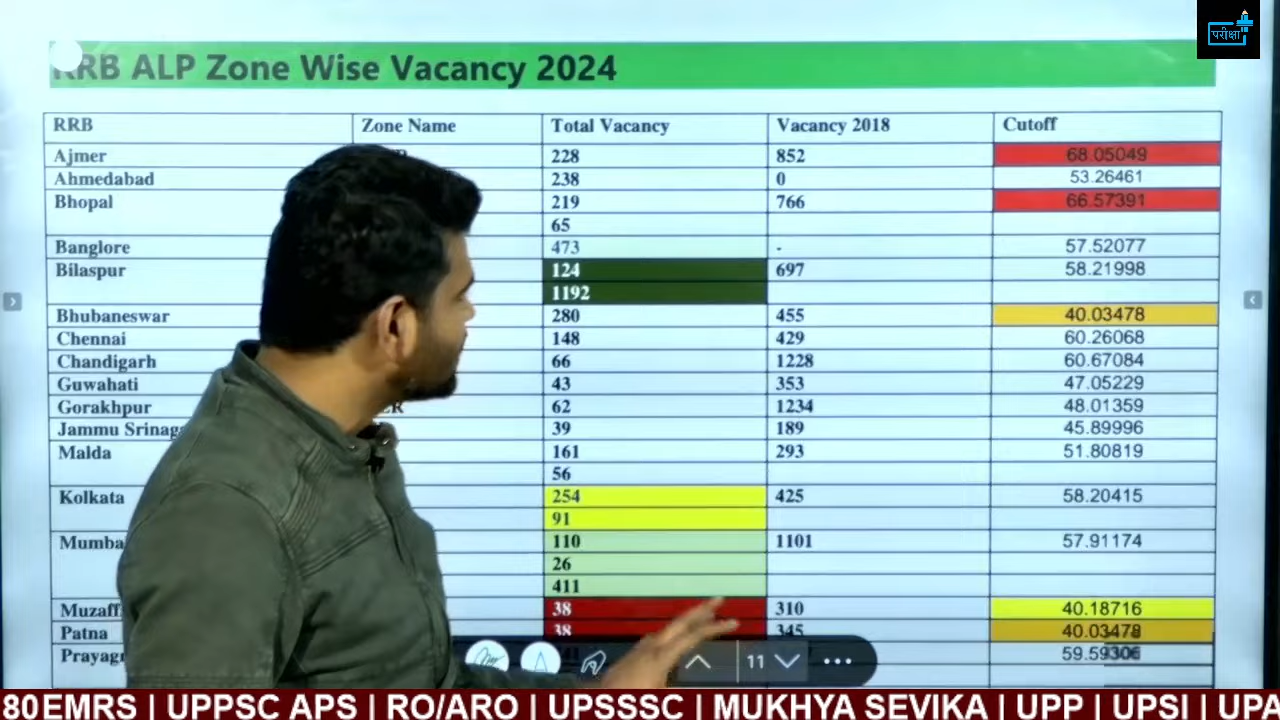 परीक्षा
RRB ALP Zone Wise Vacancy 2024
RRB Zone Name Total Vacancy Vacancy 2018 Cutoff
Ajmer 228 852 68.05049
Ahmedabad 238 0 53.26461
Bhopal 219 766 66.57391
65
Banglore 473 - 57.52077
Bilaspur 124 697 58.21998
1192
Bhubaneswar 280 455 40.03478
Chennai 148 429 60.26068
Chandigarh 66 1228 60.67084
Guwahati 43 353 47.05229
Gorakhpur 62 1234 48.01359
Jammu 39 189 45.89996
Malda 161 293 51.80819
56
Kolkata 254 425 58.20415
91
110 1101 57.91174
26
411
38 310 40.18716
Patna 38 345 40.03478
59.59306
11
80EMRS | UPPSC APS | RO/ARO | UPSSSC | MUKHYA SEVIKA | UPP | UPSI | UPA